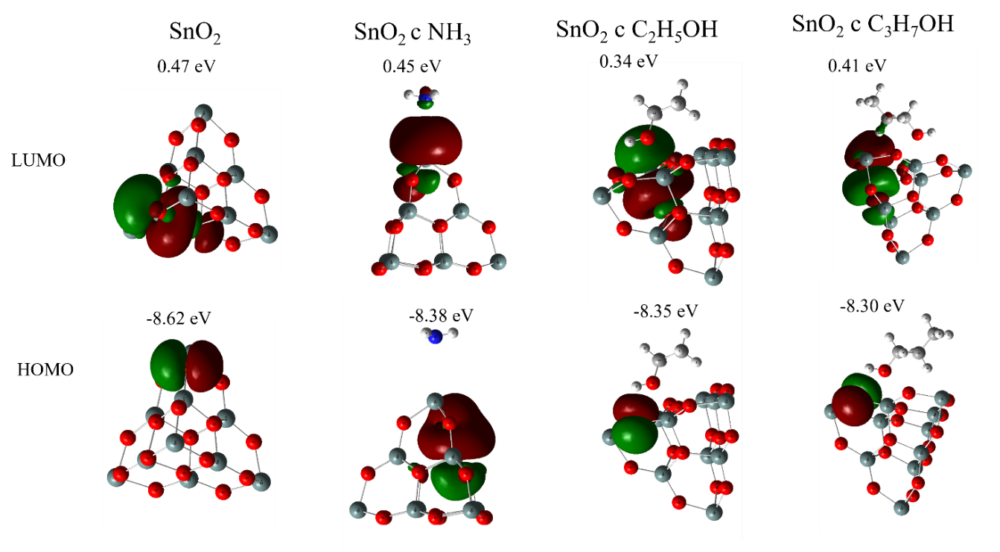 SnO₂
SnO₂ с NH₃
SnO₂ с C₂H₅OH
SnO₂ с C₃H₇OH
0.47 eV
0.45 eV
0.34 eV
0.41 eV
LUMO
-8.62 eV
-8.38 eV
-8.35 eV
-8.30 eV
HOMO